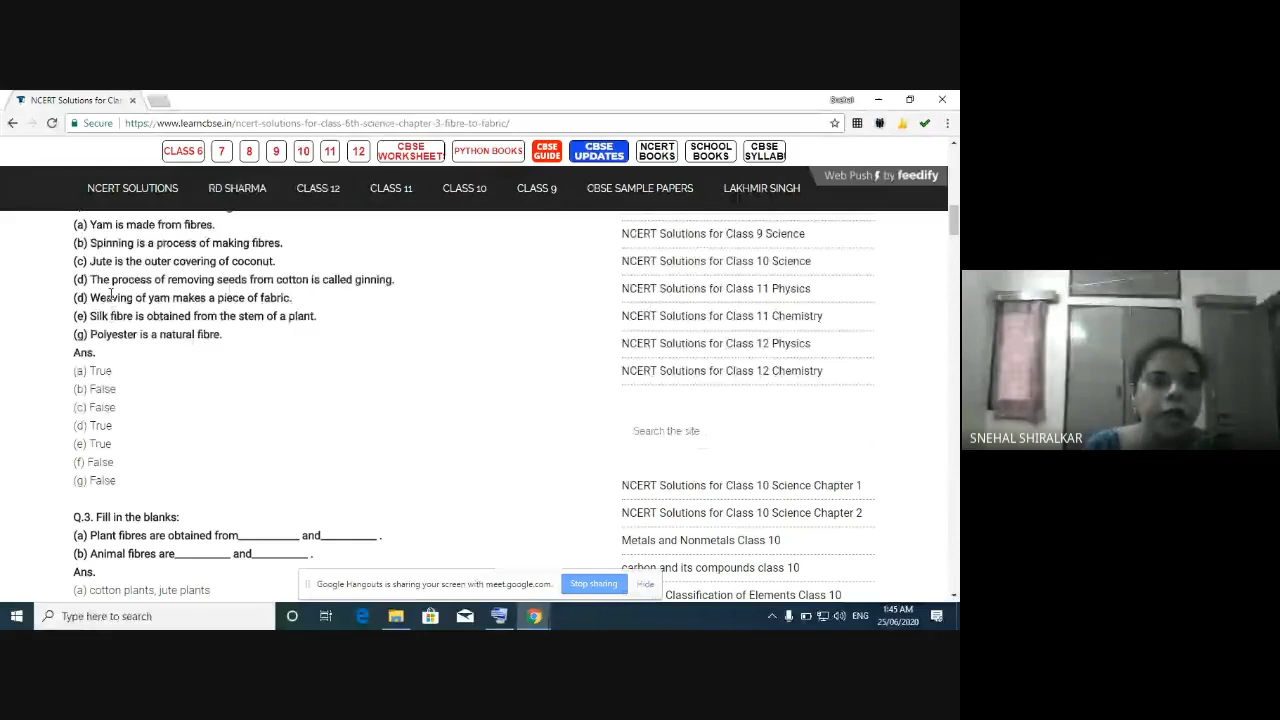 NCERT Solutions for Cla
Snehal
Secure https://www.learncbse.in/ncert-solutions-for-class-6th-science-chapter-3-fibre-to-fabric/
CLASS 6 7 8 9 10 11 12 CBSE WORKSHEET PYTHON BOOKS CBSE GUIDE CBSE UPDATES NCERT BOOKS SCHOOL BOOKS CBSE SYLLAB
Web Push by feedify
NCERT SOLUTIONS RD SHARMA CLASS 12 CLASS 11 CLASS 10 CLASS 9 CBSE SAMPLE PAPERS LAKHMIR SINGH
(a) Yam is made from fibres.
(b) Spinning is a process of making fibres.
(c) Jute is the outer covering of coconut.
(d) The process of removing seeds from cotton is called ginning.
(d) Weaving of yam makes a piece of fabric.
(e) Silk fibre is obtained from the stem of a plant.
(g) Polyester is a natural fibre.
Ans.
(a) True
(b) False
(c) False
(d) True
(e) True
(f) False
(g) False
Q.3. Fill in the blanks:
(a) Plant fibres are obtained from__________ and_________ .
(b) Animal fibres are_________ and_________ .
Ans.
(a) cotton plants, jute plants
NCERT Solutions for Class 9 Science
NCERT Solutions for Class 10 Science
NCERT Solutions for Class 11 Physics
NCERT Solutions for Class 11 Chemistry
NCERT Solutions for Class 12 Physics
NCERT Solutions for Class 12 Chemistry
Search the site
NCERT Solutions for Class 10 Science Chapter 1
NCERT Solutions for Class 10 Science Chapter 2
Metals and Nonmetals Class 10
carbon and its compounds class 10
Classification of Elements Class 10
Google Hangouts is sharing your screen with meet.google.com. Stop sharing Hide
Type here to search
ENG
1:45 AM
25/06/2020
SNEHAL SHIRALKAR